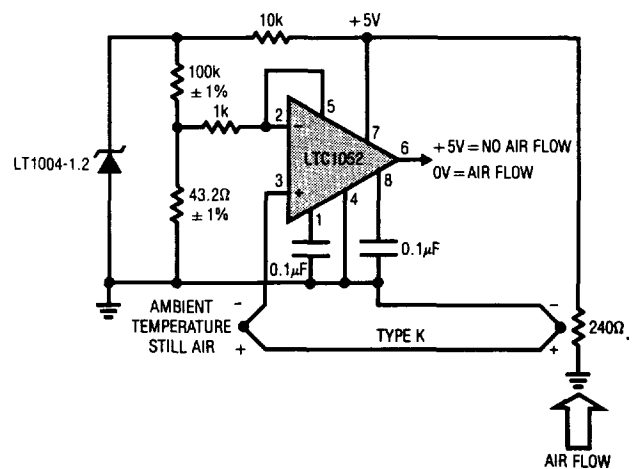 10k
+5V
100k
± 1%
1k
2
−
5
7
LT1004-1.2
LTC1052
6
+5V = NO AIR FLOW
0V = AIR FLOW
8
3
+
43.2Ω
± 1%
1
4
0.1μF
0.1μF
AMBIENT
TEMPERATURE
STILL AIR
−
+
TYPE K
−
+
240Ω
AIR FLOW